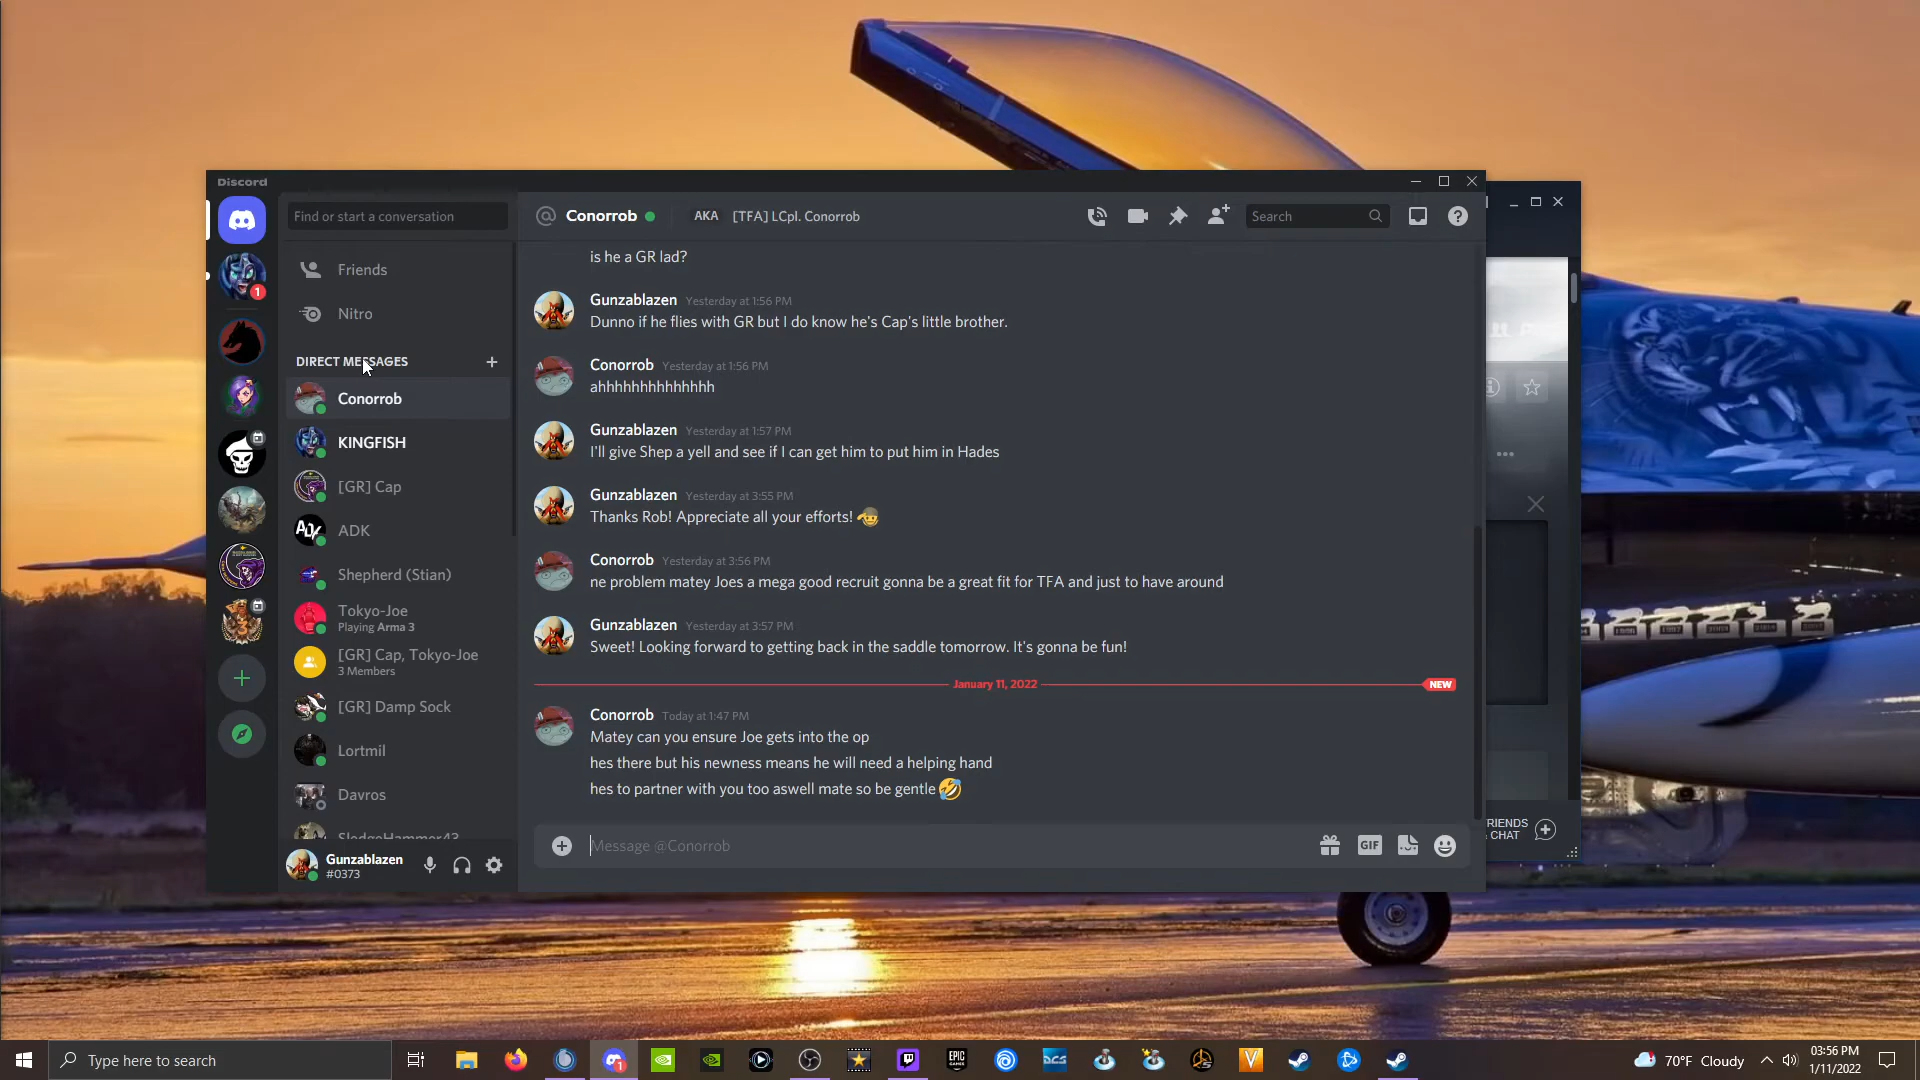 Discord
Find or start a conversation
Friends
Nitro
DIRECT MESSAGES
Conorrob
KINGFISH
[GR] Cap
ADK
Shepherd (Stian)
Tokyo-Joe
Playing Arma 3
[GR] Cap, Tokyo-Joe
3 Members
[GR] Damp Sock
Lortmil
Davros
SledgeHammer43
Gunzablazen
#0373
1
Conorrob
AKA [TFA] LCpl. Conorrob
Search
is he a GR lad?
Gunzablazen Yesterday at 1:56 PM
Dunno if he flies with GR but I do know he's Cap's little brother.
Conorrob Yesterday at 1:56 PM
ahhhhhhhhhhhhh
Gunzablazen Yesterday at 1:57 PM
I'll give Shep a yell and see if I can get him to put him in Hades
Gunzablazen Yesterday at 3:55 PM
Thanks Rob! Appreciate all your efforts!
Conorrob Yesterday at 3:56 PM
ne problem matey Joes a mega good recruit gonna be a great fit for TFA and just to have around
Gunzablazen Yesterday at 3:57 PM
Sweet! Looking forward to getting back in the saddle tomorrow. It's gonna be fun!
January 11, 2022 NEW
Conorrob Today at 1:47 PM
Matey can you ensure Joe gets into the op
hes there but his newness means he will need a helping hand
hes to partner with you too aswell mate so be gentle 🤣
Message @Conorrob
GIF
RIENDS
CHAT
Type here to search
1
EPIC
GAMES
DCS
70°F Cloudy
03:56 PM
1/11/2022